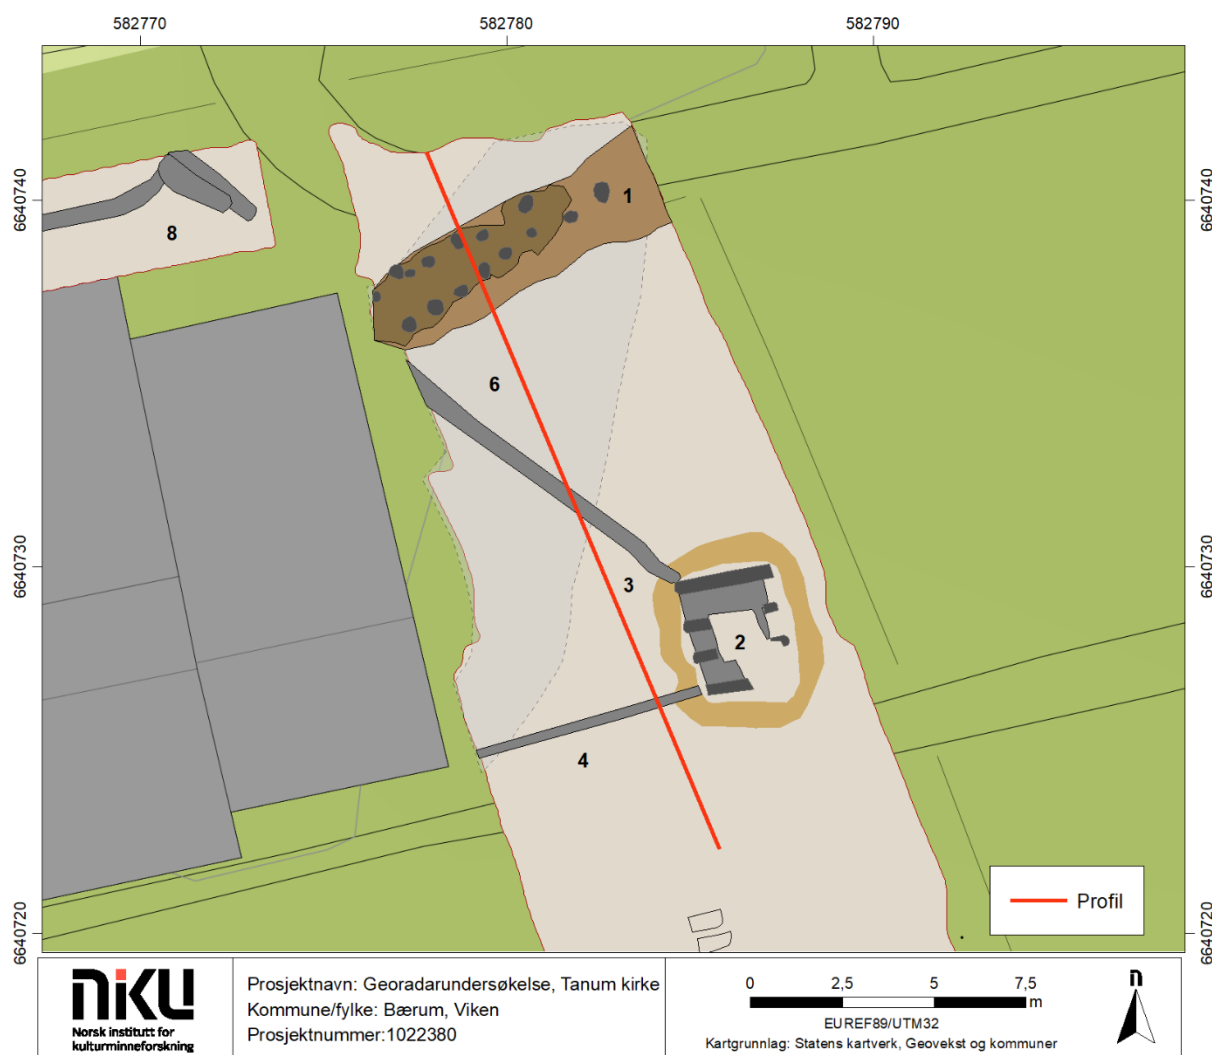 582770
582780
582790
6640740
6640740
1
8
6
6640730
6640730
3
2
4
6640720
6640720
Profil
NIKU
Norsk institutt for
kulturminneforskning
Prosjektnavn: Georadarundersøkelse, Tanum kirke
Kommune/fylke: Bærum, Viken
Prosjektnummer:1022380
0
2,5
5
7,5
m
EUREF89/UTM32
Kartgrunnlag: Statens kartverk, Geovekst og kommuner
n